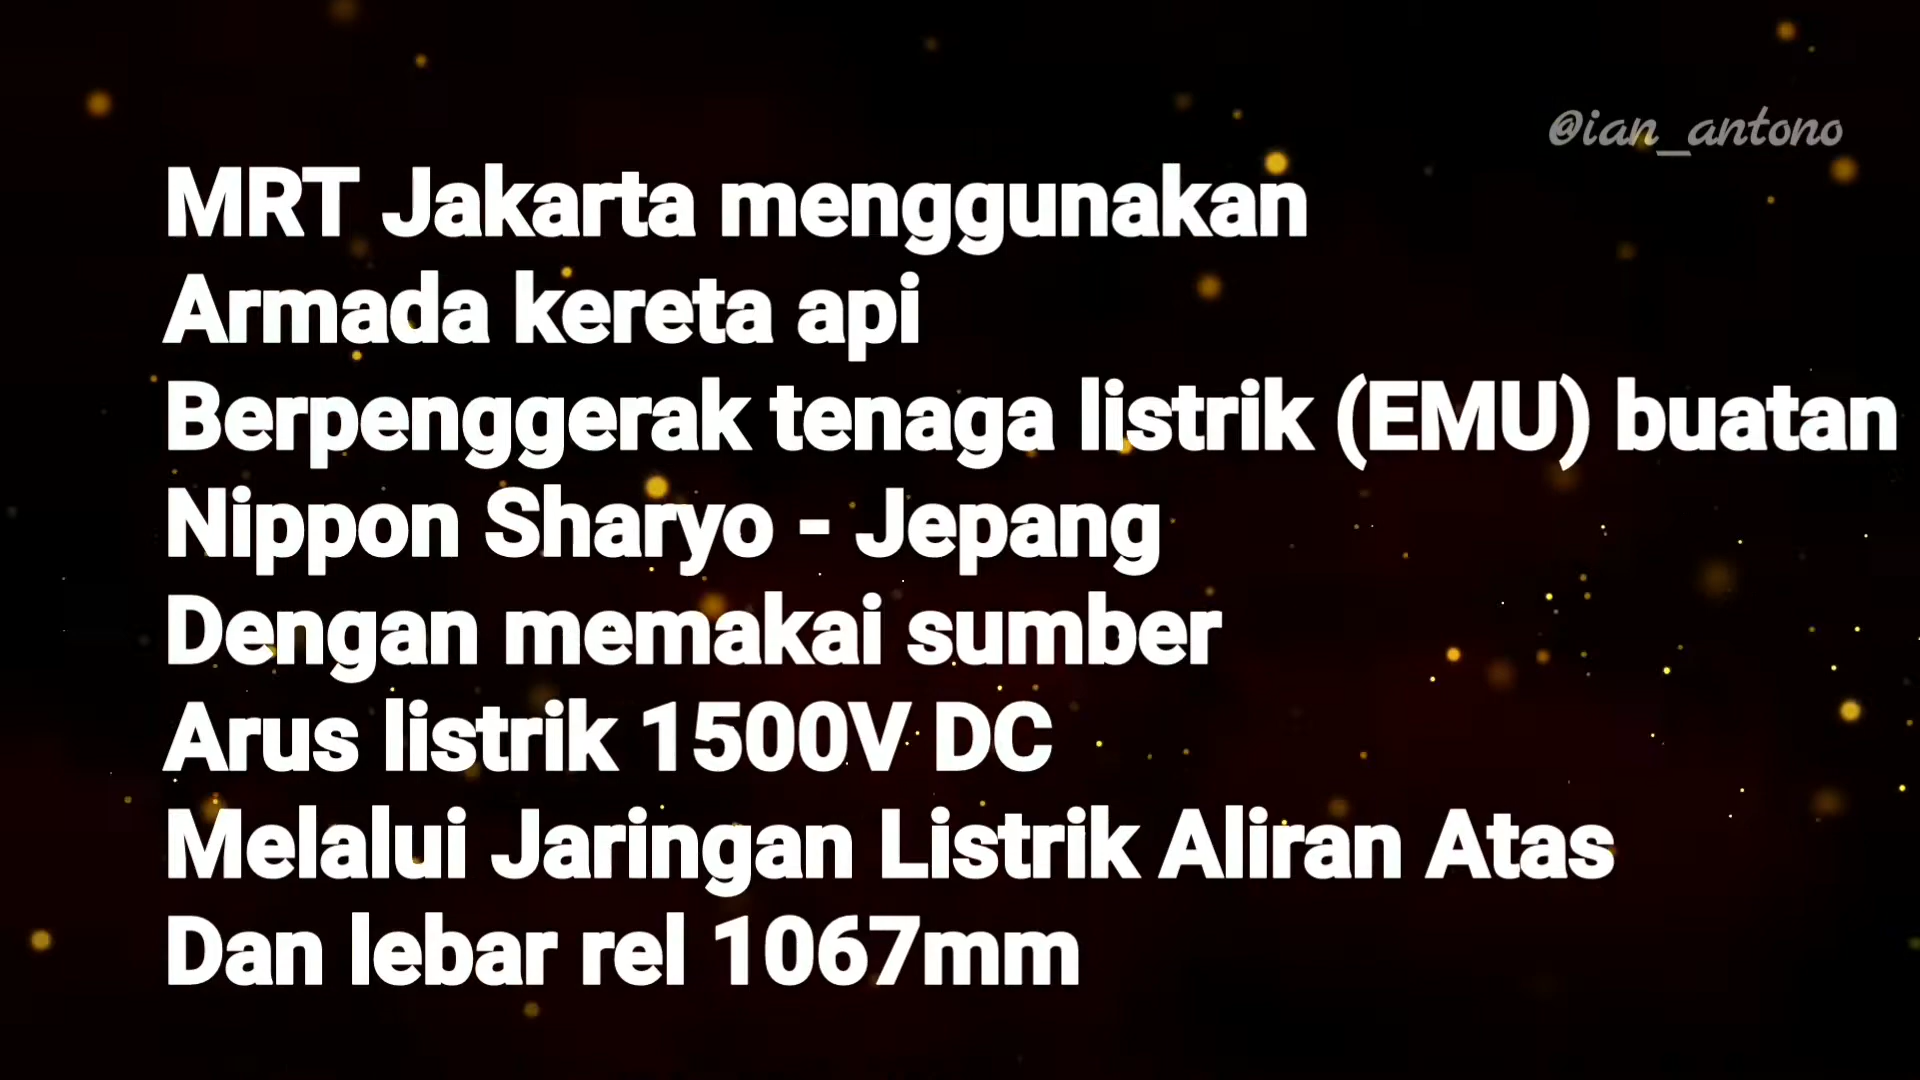 @ian_antono
MRT Jakarta menggunakan
Armada kereta api
Berpenggerak tenaga listrik (EMU) buatan
Nippon Sharyo - Jepang
Dengan memakai sumber
Arus listrik 1500V DC
Melalui Jaringan Listrik Aliran Atas
Dan lebar rel 1067mm